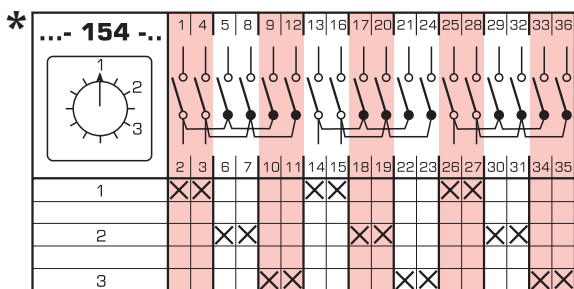 *
...- 154 -.. 1 4 5 8 9 12 13 16 17 20 21 24 25 28 29 32 33 36
1
2
3
2 3 6 7 10 11 14 15 18 19 22 23 26 27 30 31 34 35
1 X X X X X X
2 X X X X X X
3 X X X X X X